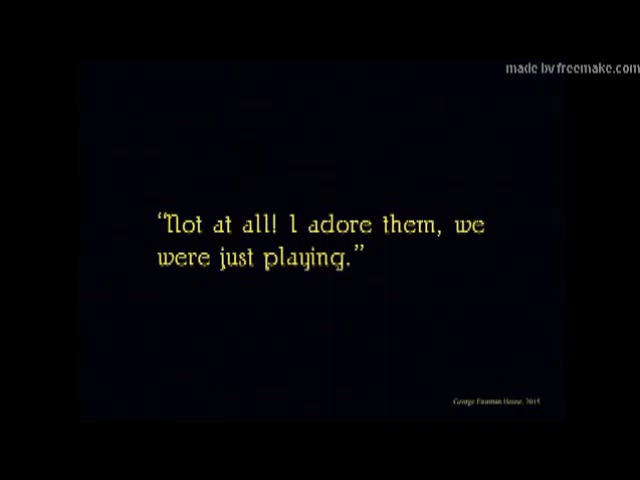 made by freemake.com
“Not at all! I adore them, we
were just playing.”
George Eastman House, 2015